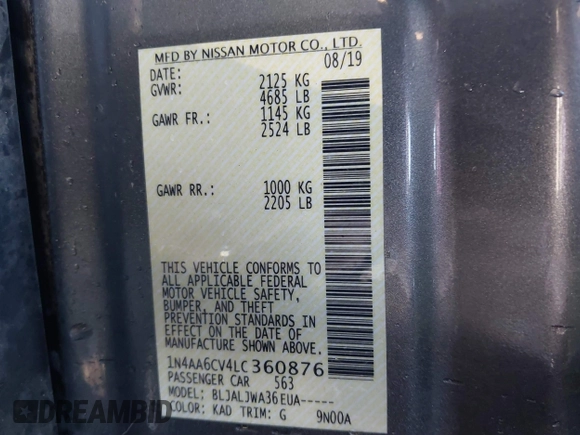 MFD BY NISSAN MOTOR CO., LTD.
DATE: 08/19
GVWR: 2125 KG
4685 LB
GAWR FR.: 1145 KG
2524 LB
GAWR RR.: 1000 KG
2205 LB
THIS VEHICLE CONFORMS TO
ALL APPLICABLE FEDERAL
MOTOR VEHICLE SAFETY,
BUMPER, AND THEFT
PREVENTION STANDARDS IN
EFFECT ON THE DATE OF
MANUFACTURE SHOWN ABOVE.
1N4AA6CV4LC360876
PASSENGER CAR 563
MODEL: BLJALJWA36EUA-----
COLOR: KAD TRIM: G 9N00A
AUTOBIDMASTER